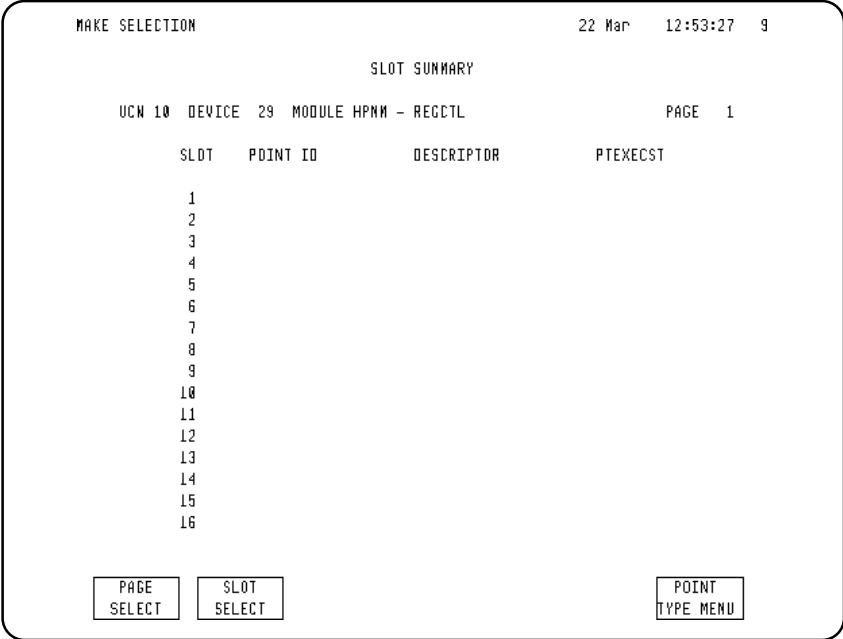 MAKE SELECTION 22 Mar 12:53:27 9
SLOT SUMMARY
UCN 10 DEVICE 29 MODULE HPMM - REGCTL PAGE 1
SLOT POINT ID DESCRIPTOR PTEXECST
1
2
3
4
5
6
7
8
9
10
11
12
13
14
15
16
PAGE SELECT
SLOT SELECT
POINT TYPE MENU